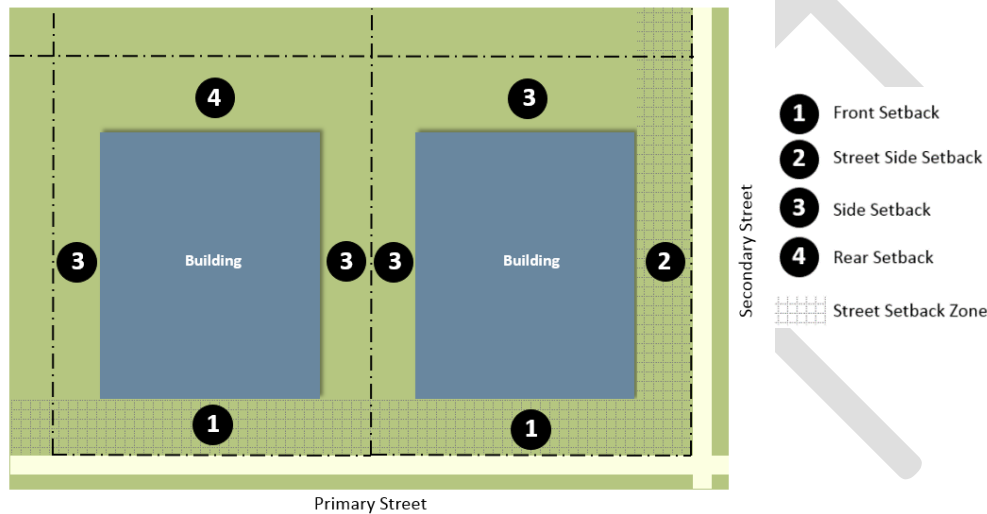 4
3
3
Building
3
3
Building
2
1
1
Primary Street
Secondary Street
1 Front Setback
2 Street Side Setback
3 Side Setback
4 Rear Setback
Street Setback Zone